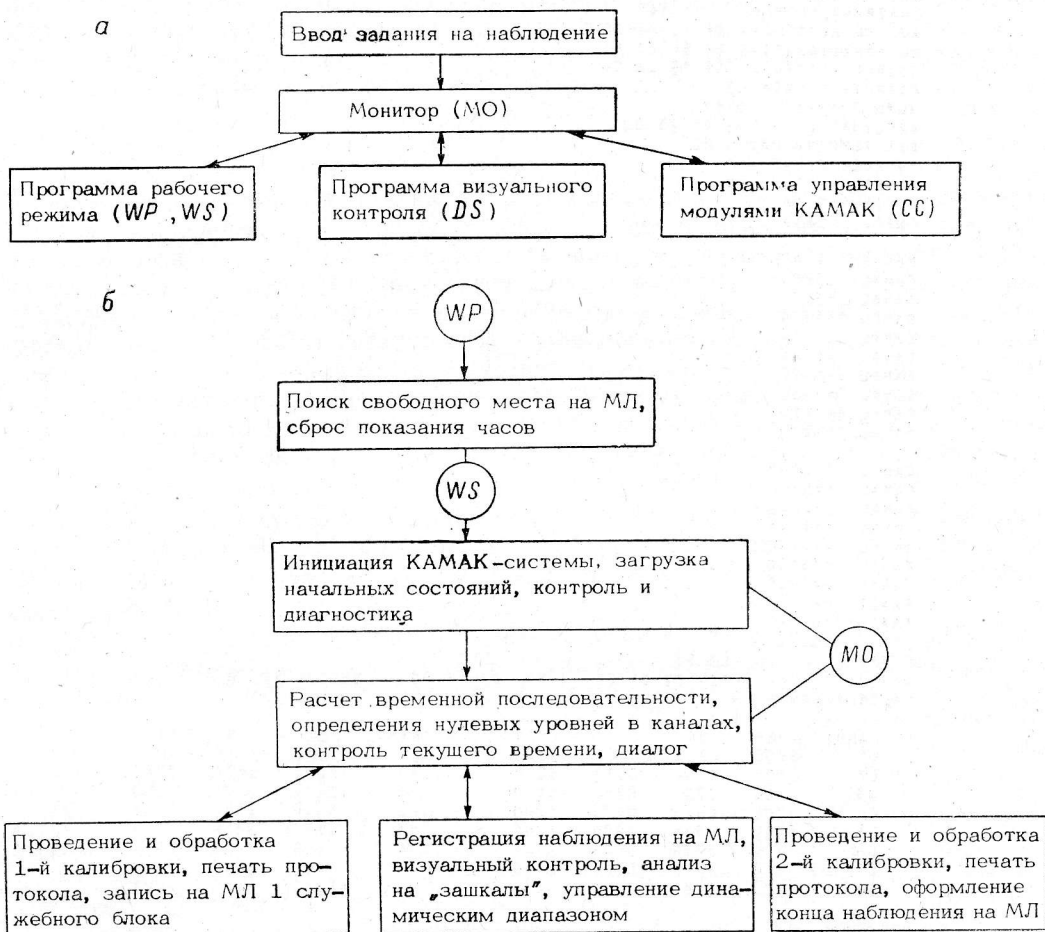 а
Ввод задания на наблюдение
Монитор (МО)
Программа рабочего
режима (WP, WS)
Программа визуального
контроля (DS)
Программа управления
модулями КАМАК (CC)
б
WP
Поиск свободного места на МЛ,
сброс показания часов
WS
Инициация КАМАК-системы, загрузка
начальных состояний, контроль и
диагностика
МО
Расчет временной последовательности,
определения нулевых уровней в каналах,
контроль текущего времени, диалог
Проведение и обработка
1-й калибровки, печать про-
токола, запись на МЛ 1 слу-
жебного блока
Регистрация наблюдения на МЛ,
визуальный контроль, анализ
на „зашкалы", управление дина-
мическим диапазоном
Проведение и обработка
2-й калибровки, печать
протокола, оформление
конца наблюдения на МЛ